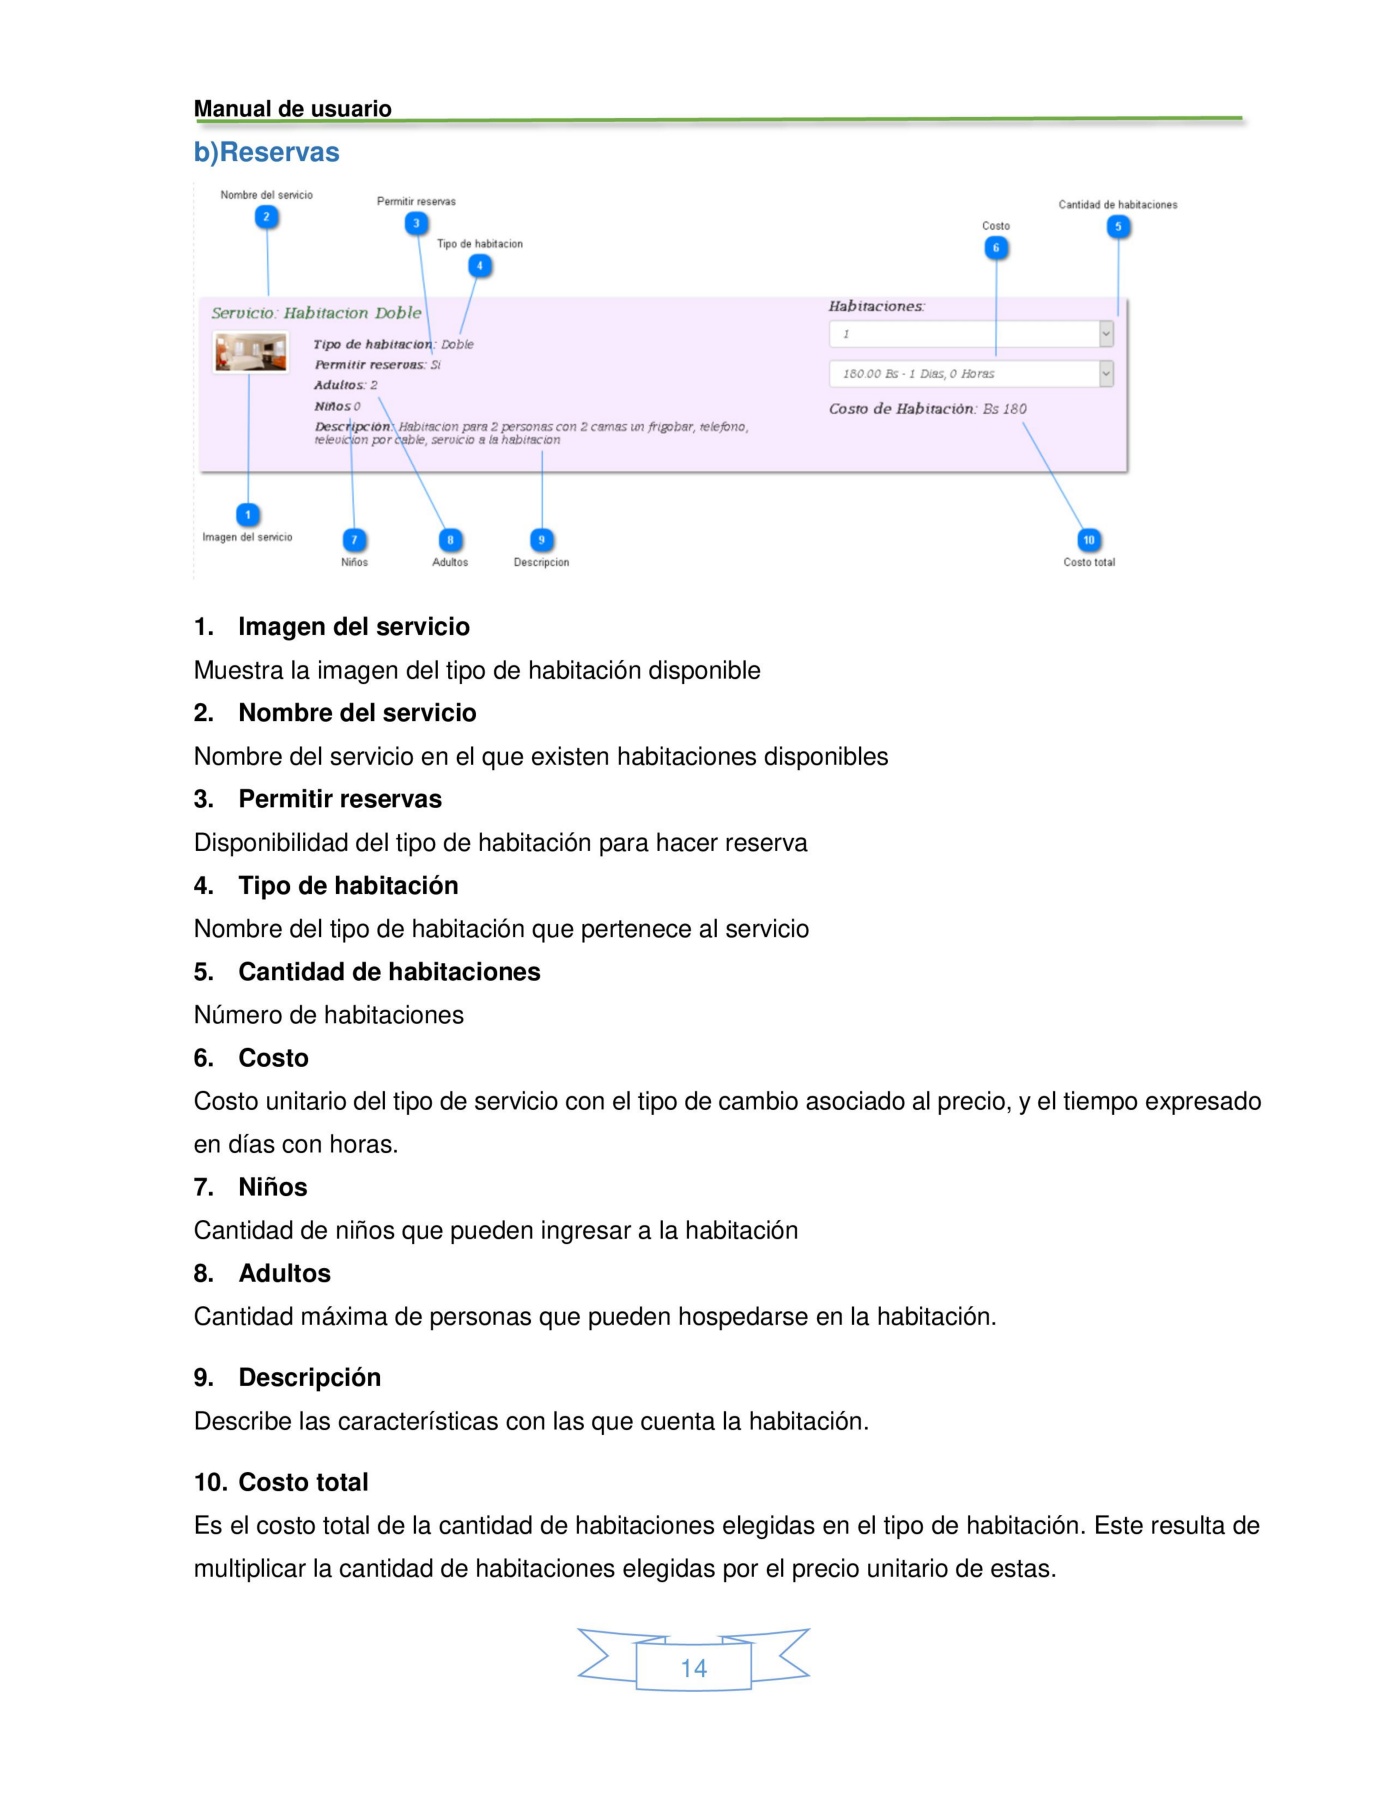 Manual de usuario
b)Reservas
Nombre del servicio
2
Permitir reservas
3
Tipo de habitacion
4
Costo
6
Cantidad de habitaciones
5
Servicio: Habitacion Doble
Tipo de habitacion: Doble
Permitir reservas: Si
Adultos: 2
Niños 0
Descripción: Habitacion para 2 personas con 2 camas un frigobar, telefono,
televicion por cable, servicio a la habitacion
Habitaciones:
1
180.00 Bs - 1 Dias, 0 Horas
Costo de Habitación: Bs 180
1
Imagen del servicio
7
Niños
8
Adultos
9
Descripcion
10
Costo total
1. Imagen del servicio
Muestra la imagen del tipo de habitación disponible
2. Nombre del servicio
Nombre del servicio en el que existen habitaciones disponibles
3. Permitir reservas
Disponibilidad del tipo de habitación para hacer reserva
4. Tipo de habitación
Nombre del tipo de habitación que pertenece al servicio
5. Cantidad de habitaciones
Número de habitaciones
6. Costo
Costo unitario del tipo de servicio con el tipo de cambio asociado al precio, y el tiempo expresado
en días con horas.
7. Niños
Cantidad de niños que pueden ingresar a la habitación
8. Adultos
Cantidad máxima de personas que pueden hospedarse en la habitación.
9. Descripción
Describe las características con las que cuenta la habitación.
10. Costo total
Es el costo total de la cantidad de habitaciones elegidas en el tipo de habitación. Este resulta de
multiplicar la cantidad de habitaciones elegidas por el precio unitario de estas.
14